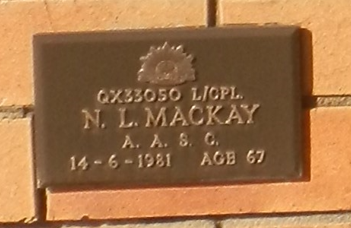 QX33050 L/CPL.
N. L. MACKAY
A. A. S. C.
14-6-1981 AGE 67